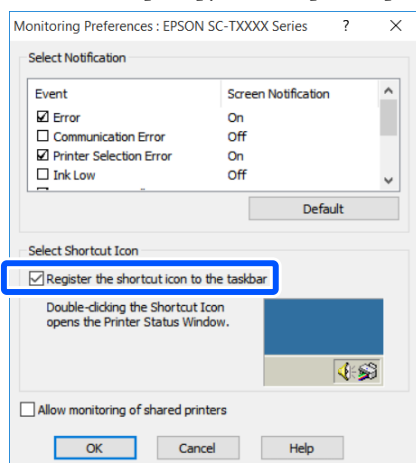 Monitoring Preferences : EPSON SC-TXXXX Series ? ×
Select Notification
Event Screen Notification
Error On
Communication Error Off
Printer Selection Error On
Ink Low Off
Default
Select Shortcut Icon
Register the shortcut icon to the taskbar
Double-clicking the Shortcut Icon
opens the Printer Status Window.
Allow monitoring of shared printers
OK Cancel Help